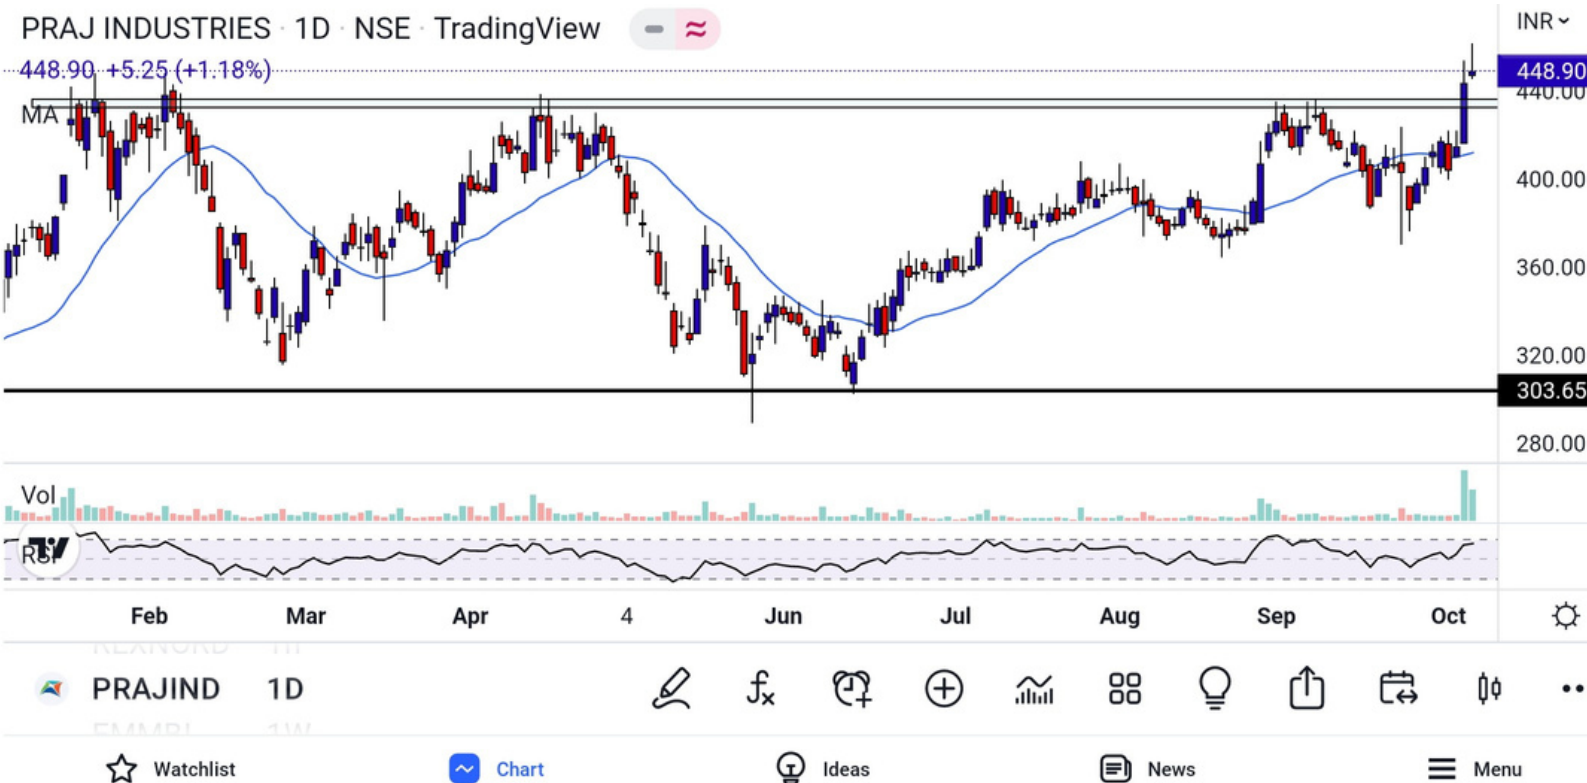 PRAJ INDUSTRIES · 1D · NSE · TradingView
INR
448.90 +5.25 (+1.18%)
448.90
440.00
MA
400.00
360.00
320.00
303.65
280.00
Vol
RSI
Feb Mar Apr 4 Jun Jul Aug Sep Oct
PRAJIND 1D
Watchlist Chart Ideas News Menu